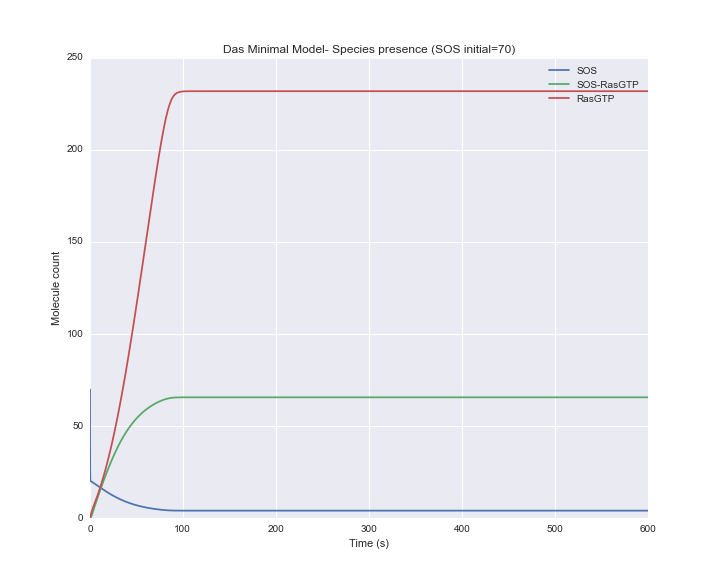 Das Minimal Model- Species presence (SOS initial=70)
250
200
150
100
50
0
Molecule count
SOS
SOS-RasGTP
RasGTP
0 100 200 300 400 500 600
Time (s)